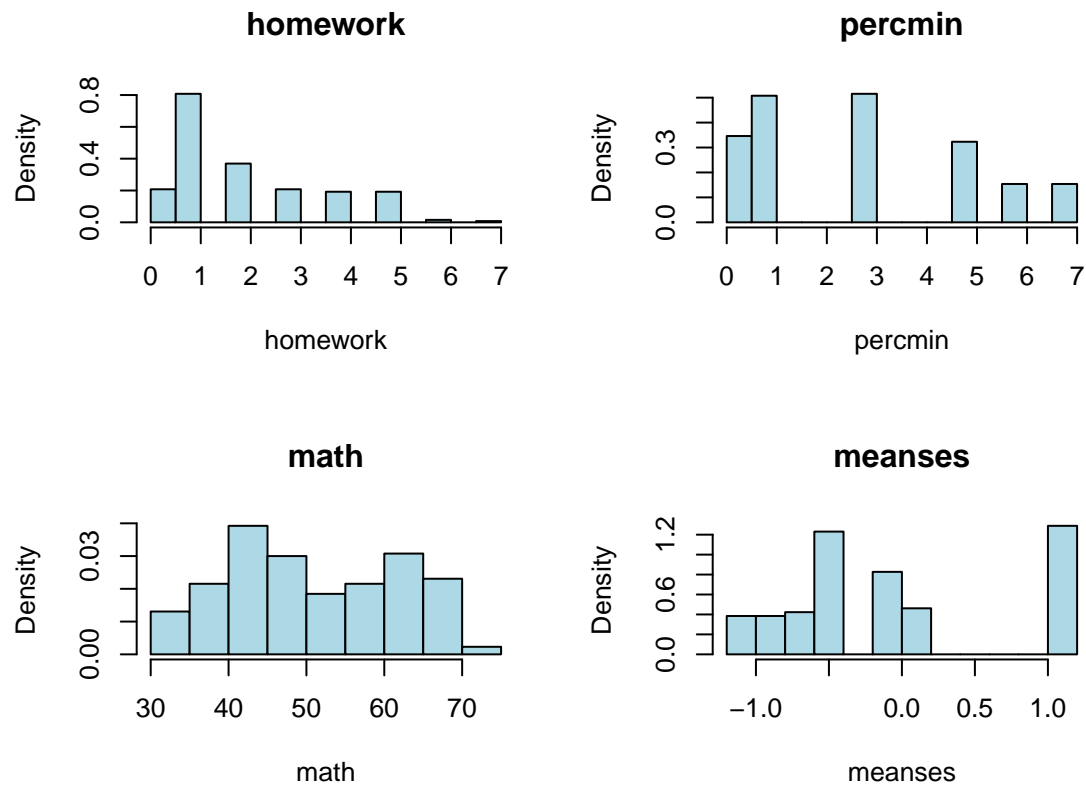 homework
Density
0.0 0.4 0.8
0 1 2 3 4 5 6 7
homework
percmin
Density
0.0 0.3
0 1 2 3 4 5 6 7
percmin
math
Density
0.00 0.03
30 40 50 60 70
math
meanses
Density
0.0 0.6 1.2
−1.0 0.0 0.5 1.0
meanses